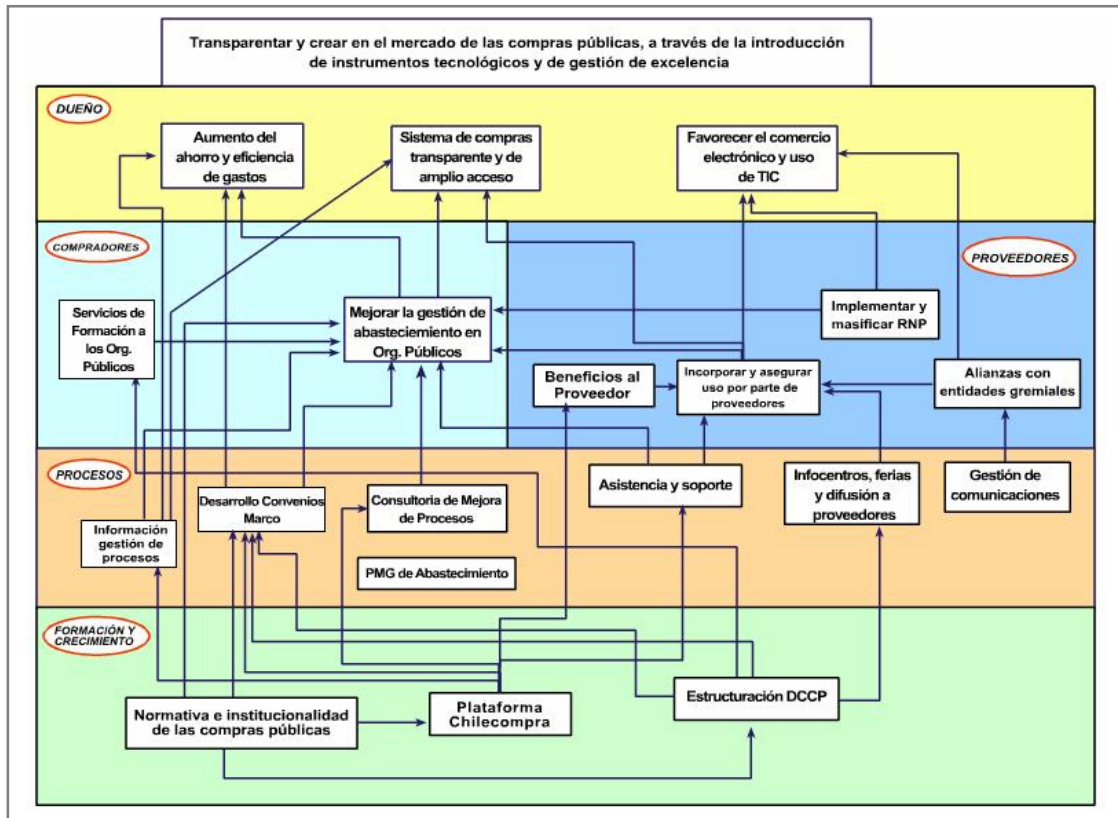 Transparentar y crear en el mercado de las compras públicas, a través de la introducción
de instrumentos tecnológicos y de gestión de excelencia
DUEÑO
Aumento del
ahorro y eficiencia
de gastos
Sistema de compras
transparente y de
amplio acceso
Favorecer el comercio
electrónico y uso
de TIC
COMPRADORES
PROVEEDORES
Servicios de
Formación a
los Org.
Públicos
Mejorar la gestión de
abasteciemiento en
Org. Públicos
Implementar y
masificar RNP
Beneficios al
Proveedor
Incorporar y asegurar
uso por parte de
proveedores
Alianzas con
entidades gremiales
PROCESOS
Información
gestión de
procesos
Desarrollo Convenios
Marco
Consultoria de Mejora
de Procesos
PMG de Abastecimiento
Asistencia y soporte
Infocentros, ferias
y difusión a
proveedores
Gestión de
comunicaciones
FORMACIÓN Y
CRECIMIENTO
Normativa e institucionalidad
de las compras públicas
Plataforma
Chilecompra
Estructuración DCCP